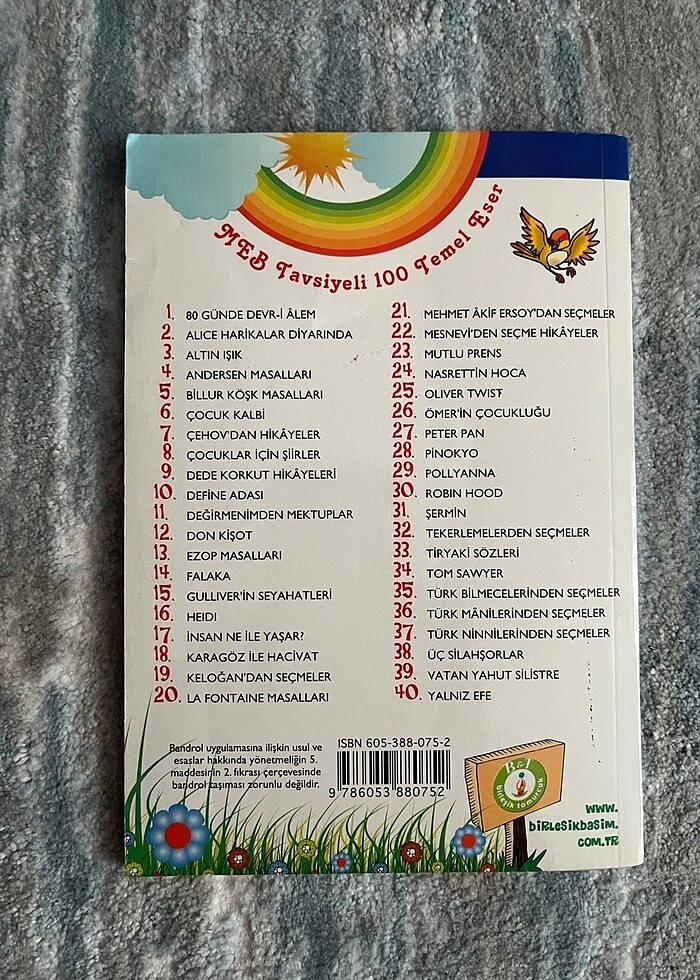 MEB Tavsiyeli 100 Temel Eser
1. 80 GÜNDE DEVR-İ ÂLEM
2. ALICE HARİKALAR DİYARINDA
3. ALTIN IŞIK
4. ANDERSEN MASALLARI
5. BİLLUR KÖŞK MASALLARI
6. ÇOCUK KALBİ
7. ÇEHOV'DAN HİKÂYELER
8. ÇOCUKLAR İÇİN ŞİİRLER
9. DEDE KORKUT HİKÂYELERİ
10. DEFİNE ADASI
11. DEĞİRMENİMDEN MEKTUPLAR
12. DON KİŞOT
13. EZOP MASALLARI
14. FALAKA
15. GULLIVER'İN SEYAHATLERİ
16. HEIDI
17. İNSAN NE İLE YAŞAR?
18. KARAGÖZ İLE HACİVAT
19. KELOĞAN'DAN SEÇMELER
20. LA FONTAINE MASALLARI
21. MEHMET ÂKİF ERSOY'DAN SEÇMELER
22. MESNEVİ'DEN SEÇME HİKÂYELER
23. MUTLU PRENS
24. NASRETTİN HOCA
25. OLIVER TWIST
26. ÖMER'İN ÇOCUKLUĞU
27. PETER PAN
28. PİNOKYO
29. POLLYANNA
30. ROBIN HOOD
31. ŞERMİN
32. TEKERLEMELERDEN SEÇMELER
33. TİRYAKİ SÖZLERİ
34. TOM SAWYER
35. TÜRK BİLMECELERİNDEN SEÇMELER
36. TÜRK MÂNİLERİNDEN SEÇMELER
37. TÜRK NİNNİLERİNDEN SEÇMELER
38. ÜÇ SİLAHŞORLAR
39. VATAN YAHUT SİLİSTRE
40. YALNIZ EFE
Bandrol uygulamasına ilişkin usul ve
esaslar hakkında yönetmeliğin 5.
maddesinin 2. fıkrası çerçevesinde
bandrol taşıması zorunlu değildir.
ISBN 605-388-075-2
9 786053 880752
B&T
birleşik tomurcuk
www.
birlesikbasim.
com.tr